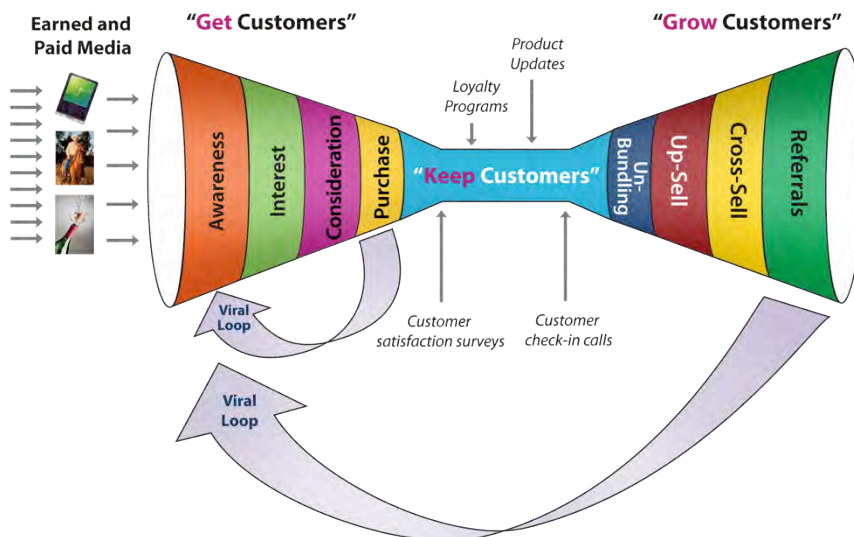 Earned and
Paid Media
"Get Customers"
"Grow Customers"
Product
Updates
Loyalty
Programs
Awareness
Interest
Consideration
Purchase
"Keep Customers"
Un-
Bundling
Up-Sell
Cross-Sell
Referrals
Viral
Loop
Customer
satisfaction surveys
Customer
check-in calls
Viral
Loop